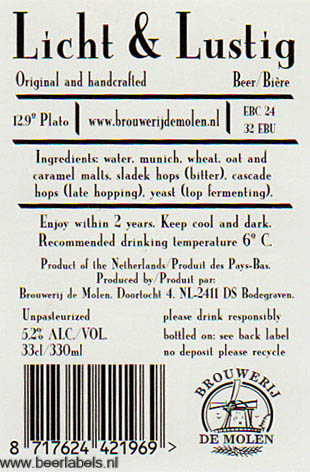 Licht & Lustig
Original and handcrafted Beer/Bière
12.9º Plato www.brouwerijdemolen.nl EBC 24
32 EBU
Ingredients: water, munich, wheat, oat and
caramel malts, sladek hops (bitter), cascade
hops (late hopping), yeast (top fermenting).
Enjoy within 2 years. Keep cool and dark.
Recommended drinking temperature 6º C.
Product of the Netherlands/Produit des Pays-Bas.
Produced by/Produit par:
Brouwerij de Molen, Doortocht 4, NL-2411 DS Bodegraven.
Unpasteurized please drink responsibly
5.2% ALC./VOL. bottled on: see back label
33cl/330ml no deposit please recycle
BROUWERIJ
DE MOLEN
8 717624 421969 >
www.beerlabels.nl